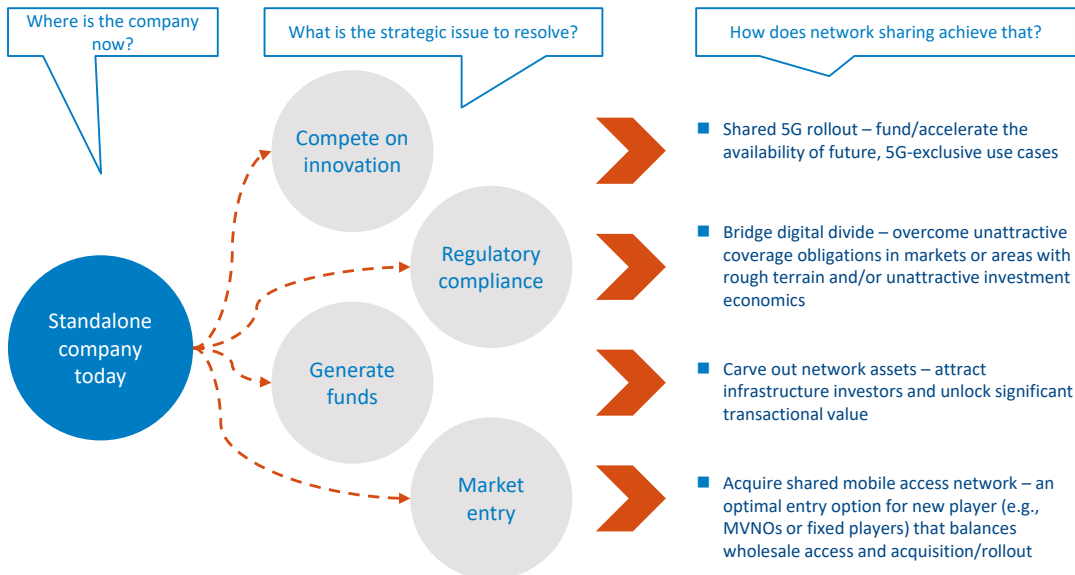 Where is the company
now?
What is the strategic issue to resolve?
How does network sharing achieve that?
Standalone
company
today
Compete on
innovation
Shared 5G rollout – fund/accelerate the
availability of future, 5G-exclusive use cases
Regulatory
compliance
Bridge digital divide – overcome unattractive
coverage obligations in markets or areas with
rough terrain and/or unattractive investment
economics
Generate
funds
Carve out network assets – attract
infrastructure investors and unlock significant
transactional value
Market
entry
Acquire shared mobile access network – an
optimal entry option for new player (e.g.,
MVNOs or fixed players) that balances
wholesale access and acquisition/rollout